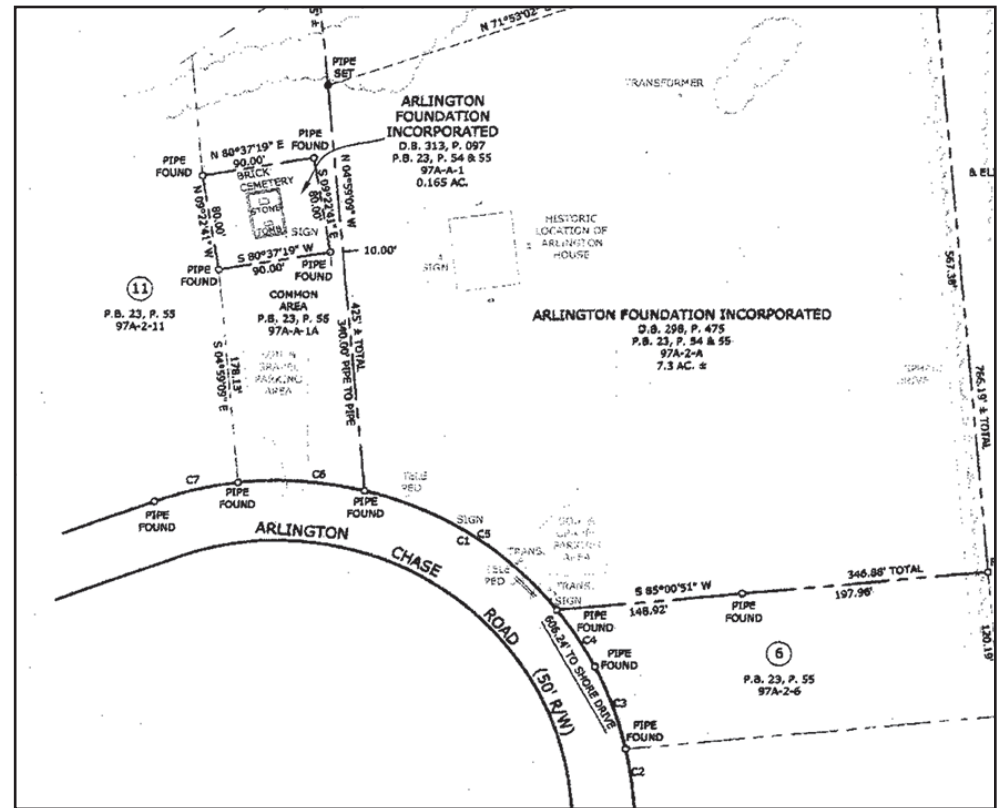 N 71°53'02"
PIPE
SET
TRANSFORMER
ARLINGTON
FOUNDATION
INCORPORATED
D.B. 313, P. 097
P.B. 23, P. 54 & 55
97A-A-1
0.165 AC.
PIPE
FOUND
N 80°37'19" E
90.00'
PIPE
FOUND
BRICK
CEMETERY
STONE
TOMB
SIGN
N 09°22'41" W
80.00'
S 09°22'41" E
80.00'
N 04°59'09" W
S 80°37'19" W
90.00'
PIPE
FOUND
PIPE
FOUND
10.00'
HISTORIC
LOCATION OF
ARLINGTON
HOUSE
SIGN
& EL
567.38'
11
P.B. 23, P. 55
97A-2-11
COMMON
AREA
P.B. 23, P. 55
97A-A-1A
ARLINGTON FOUNDATION INCORPORATED
D.B. 298, P. 475
P.B. 23, P. 54 & 55
97A-2-A
7.3 AC. ±
425' ± TOTAL
340.00' PIPE TO PIPE
178.13'
S 04°59'09" E
GRAVEL
PARKING
AREA
DRIVE
766.19' ± TOTAL
C7
C6
PIPE
FOUND
PIPE
FOUND
PIPE
FOUND
TELE
PED
SIGN
C1
C5
ARLINGTON
CHASE
ROAD
(50' R/W)
TRANS.
TELE
PED
PARKING
AREA
TRANS.
SIGN
S 85°00'51" W
148.92'
346.88' TOTAL
197.96'
PIPE
FOUND
PIPE
FOUND
C4
PIPE
FOUND
606.24' TO SHORE DRIVE
6
P.B. 23, P. 55
97A-2-6
120.19'
C3
PIPE
FOUND
C2